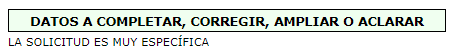 DATOS A COMPLETAR, CORREGIR, AMPLIAR O ACLARAR
LA SOLICITUD ES MUY ESPECÍFICA